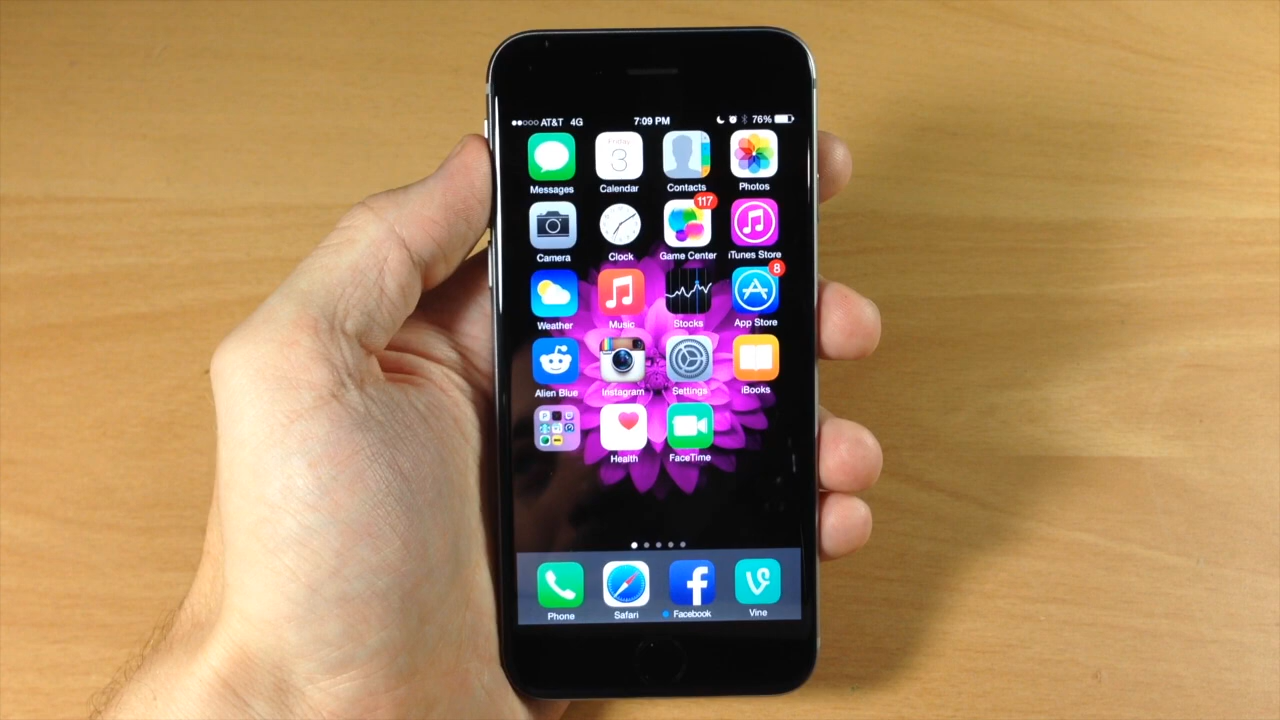 AT&T 4G 7:09 PM 76%
Friday
3
Messages Calendar Contacts Photos
117
Camera Clock Game Center iTunes Store
8
Weather Music Stocks App Store
Alien Blue Instagram Settings iBooks
Health FaceTime
f
Phone Safari Facebook Vine